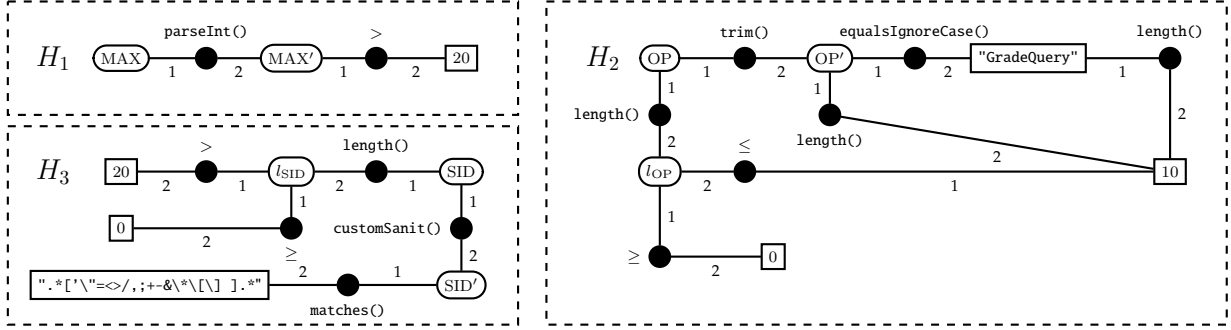 H1
parseInt()
>
MAX
1
2
MAX′
1
2
20
H3
>
length()
20
2
1
lSID
2
1
SID
1
1
0
2
≥
customSanit()
2
".*['\"=<>/,;+-&\*\[\] ].*"
2
1
SID′
matches()
H2
trim()
equalsIgnoreCase()
length()
OP
1
2
OP′
1
2
"GradeQuery"
1
1
1
length()
length()
2
2
2
≤
lOP
2
1
10
1
≥
2
0